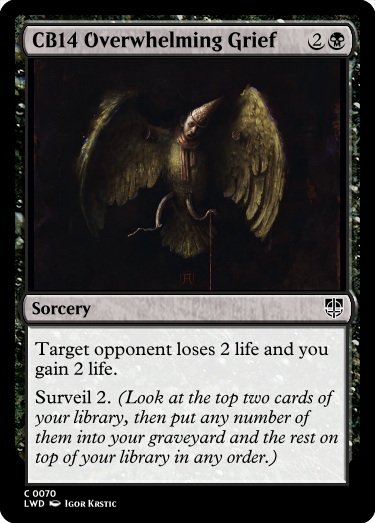 CB14 Overwhelming Grief 2
Sorcery
Target opponent loses 2 life and you
gain 2 life.
Surveil 2. (Look at the top two cards of
your library, then put any number of
them into your graveyard and the rest on
top of your library in any order.)
C 0070
LWD Igor Krstic